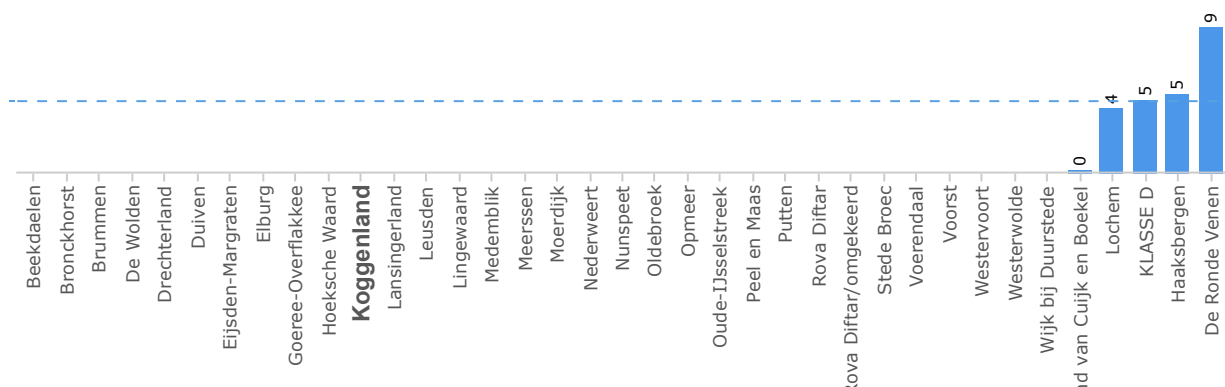 9
5
5
4
0
Beekdaelen
Bronckhorst
Brummen
De Wolden
Drechterland
Duiven
Eijsden-Margraten
Elburg
Goeree-Overflakkee
Hoeksche Waard
Koggenland
Lansingerland
Leusden
Lingewaard
Medemblik
Meerssen
Moerdijk
Nederweert
Nunspeet
Oldebroek
Opmeer
Oude-IJsselstreek
Peel en Maas
Putten
Rova Diftar
Rova Diftar/omgekeerd
Stede Broec
Voerendaal
Voorst
Westervoort
Westerwolde
Wijk bij Duurstede
van Cuijk en Boekel
Lochem
KLASSE D
Haaksbergen
De Ronde Venen